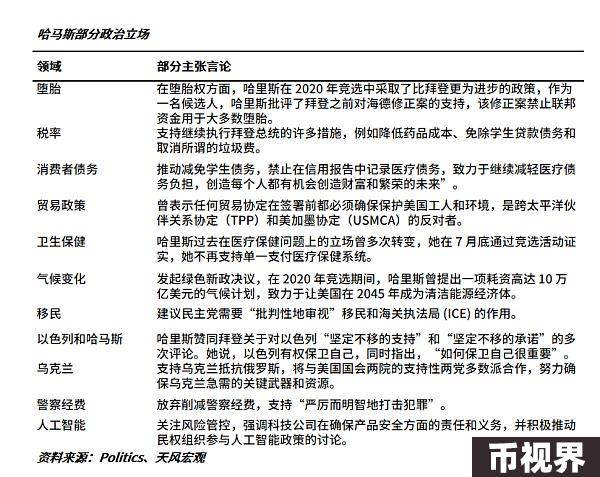 哈马斯部分政治立场
领域 部分主张言论
堕胎 在堕胎权方面，哈里斯在 2020 年竞选中采取了比拜登更为进步的政策，作为
一名候选人，哈里斯批评了拜登之前对海德修正案的支持，该修正案禁止联邦
资金用于大多数堕胎。
税率 支持继续执行拜登总统的许多措施，例如降低药品成本、免除学生贷款债务和
取消所谓的垃圾费。
消费者债务 推动减免学生债务，禁止在信用报告中记录医疗债务，致力于继续减轻医疗债
务负担，创造每个人都有机会创造财富和繁荣的未来”。
贸易政策 曾表示任何贸易协定在签署前都必须确保保护美国工人和环境，是跨太平洋伙
伴关系协定（TPP）和美加墨协定（USMCA）的反对者。
卫生保健 哈里斯过去在医疗保健问题上的立场曾多次转变，她在 7 月底通过竞选活动证
实，她不再支持单一支付医疗保健系统。
气候变化 发起绿色新政决议，在 2020 年竞选期间，哈里斯曾提出一项耗资高达 10 万
亿美元的气候计划，致力于让美国在 2045 年成为清洁能源经济体。
移民 建议民主党需要“批判性地审视”移民和海关执法局 (ICE) 的作用。
以色列和哈马斯 哈里斯赞同拜登关于对以色列“坚定不移的支持”和“坚定不移的承诺”的多
次评论。她说，以色列有权保卫自己，同时指出，“如何保卫自己很重要”。
乌克兰 支持乌克兰抵抗俄罗斯，将与美国国会两院的支持性两党多数派合作，努力确
保乌克兰急需的关键武器和资源。
警察经费 放弃削减警察经费，支持“严厉而明智地打击犯罪”。
人工智能 关注风险管控，强调科技公司在确保产品安全方面的责任和义务，并积极推动
民权组织参与人工智能政策的讨论。
资料来源：Politics、天风宏观
币视界